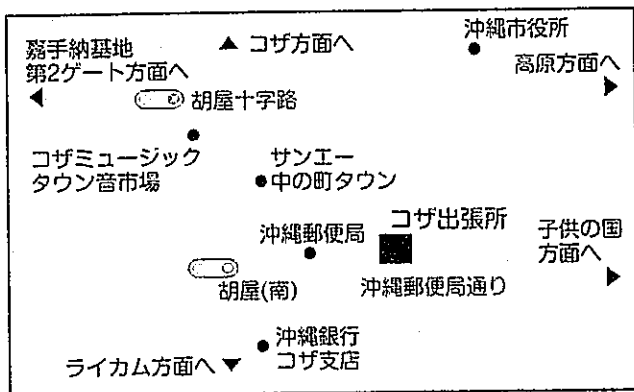 嘉手納基地
第2ゲート方面へ
コザ方面へ
沖縄市役所
高原方面へ
胡屋十字路
コザミュージック
タウン音市場
サンエー
中の町タウン
沖縄郵便局
コザ出張所
子供の国
方面へ
胡屋(南)
沖縄郵便局通り
沖縄銀行
コザ支店
ライカム方面へ